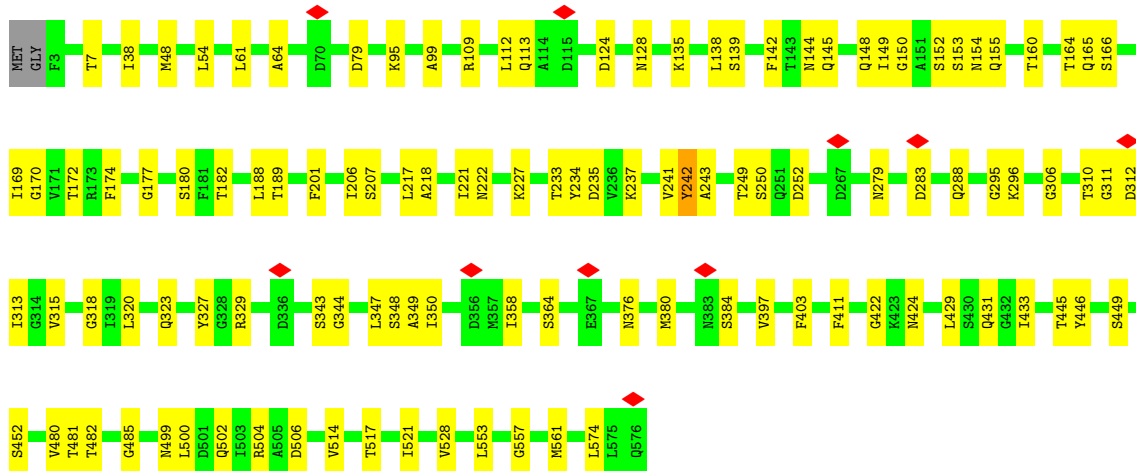 MET GLY F3 T7 I38 M48 L54 L61 A64 D70 D79 K95 A99 R109 L112 Q113 A114 D115 D124 N128 K135 L138 S139 F142 T143 N144 Q145 Q148 I149 G150 A151 S152 S153 N154 Q155 T160 T164 Q165 S166
I169 G170 V171 T172 R173 F174 G177 S180 F181 T182 L188 T189 F201 I206 S207 L217 A218 I221 N222 K227 T233 Y234 D235 V236 K237 V241 Y242 A243 T249 S250 Q251 D252 D267 N279 D283 Q288 G295 K296 G306 T310 G311 D312
I313 G314 V315 G318 I319 L320 Q323 Y327 G328 R329 D336 S343 G344 L347 S348 A349 I350 D356 M357 I358 S364 E367 N376 M380 N383 S384 V397 F403 F411 G422 K423 N424 L429 S430 Q431 G432 I433 T445 Y446 S449
S452 V480 T481 T482 G485 N499 L500 D501 Q502 I503 R504 A505 D506 V514 T517 I521 V528 L553 G557 M561 L574 L575 Q576